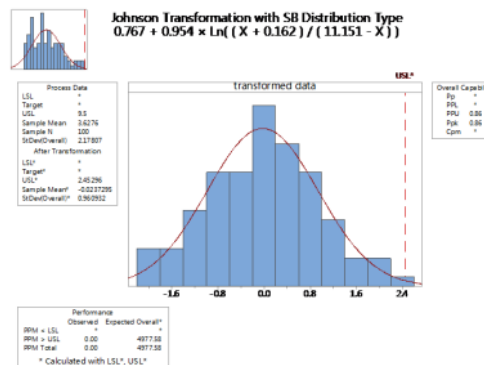 Johnson Transformation with SB Distribution Type
0.767 + 0.954 × Ln( ( X + 0.162 ) / ( 11.151 - X ) )
USL*
transformed data
Process Data
LSL *
Target *
USL 9.5
Sample Mean 3.6276
Sample N 100
StDev(Overall) 2.17807
After Transformation
LSL* *
Target* *
USL* 2.45296
Sample Mean* -0.0237295
StDev(Overall)* 0.960952
Overall Capabil
Pp *
PPL *
PPU 0.86
Ppk 0.86
Cpm *
-1.6 -0.8 0.0 0.8 1.6 2.4
Performance
Observed Expected Overall*
PPM < LSL * *
PPM > USL 0.00 4977.58
PPM Total 0.00 4977.58
* Calculated with LSL*, USL*